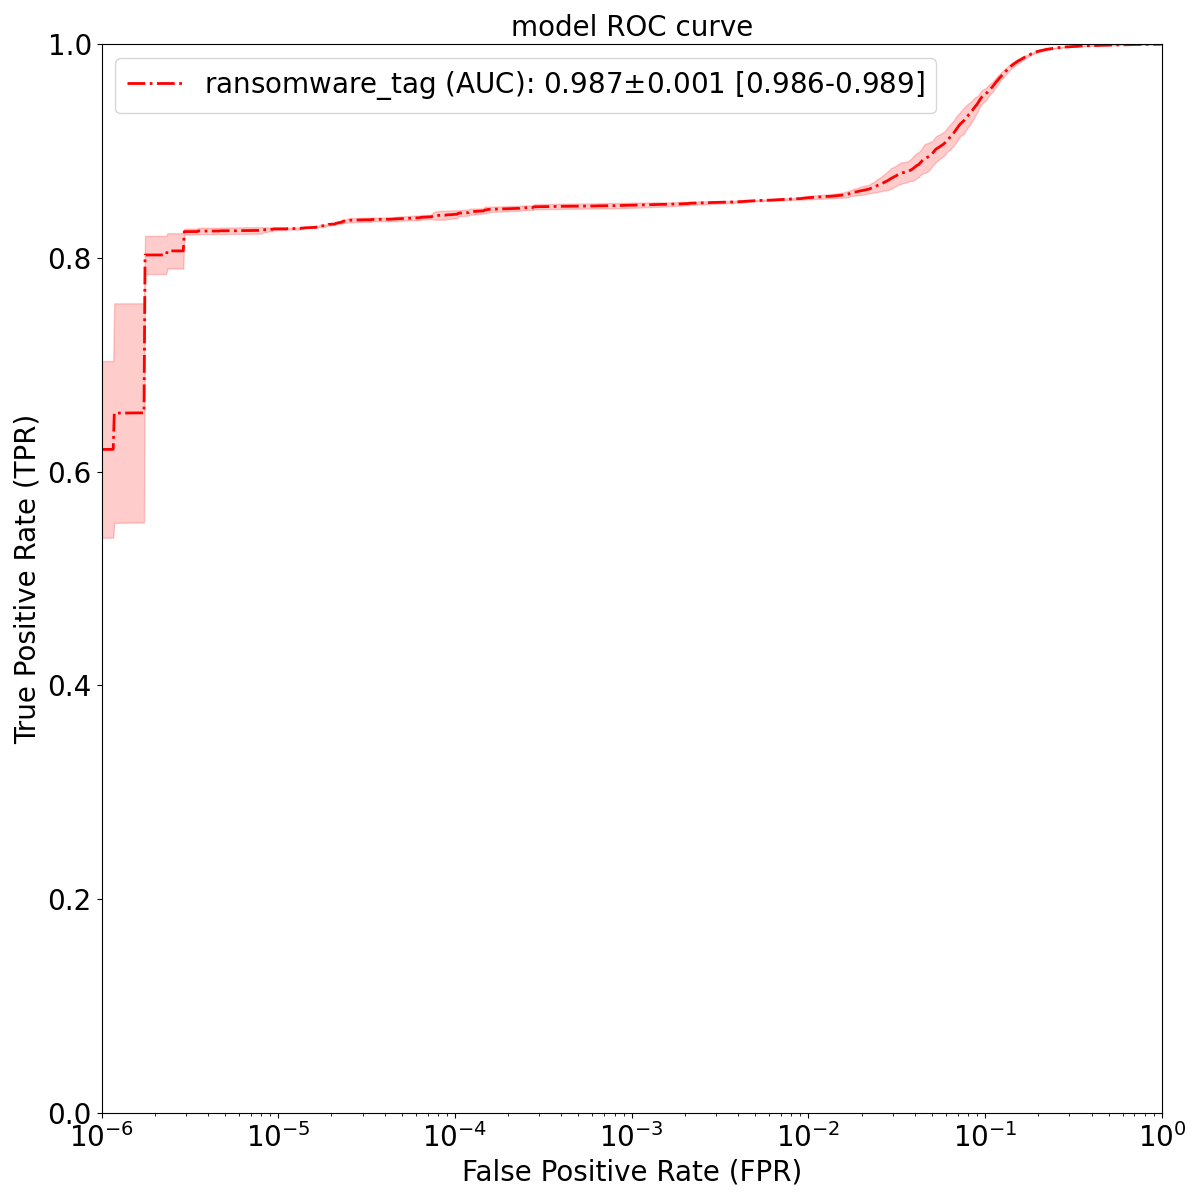 model ROC curve
ransomware_tag (AUC): 0.987±0.001 [0.986-0.989]
True Positive Rate (TPR)
1.0
0.8
0.6
0.4
0.2
0.0
10⁻⁶ 10⁻⁵ 10⁻⁴ 10⁻³ 10⁻² 10⁻¹ 10⁰
False Positive Rate (FPR)